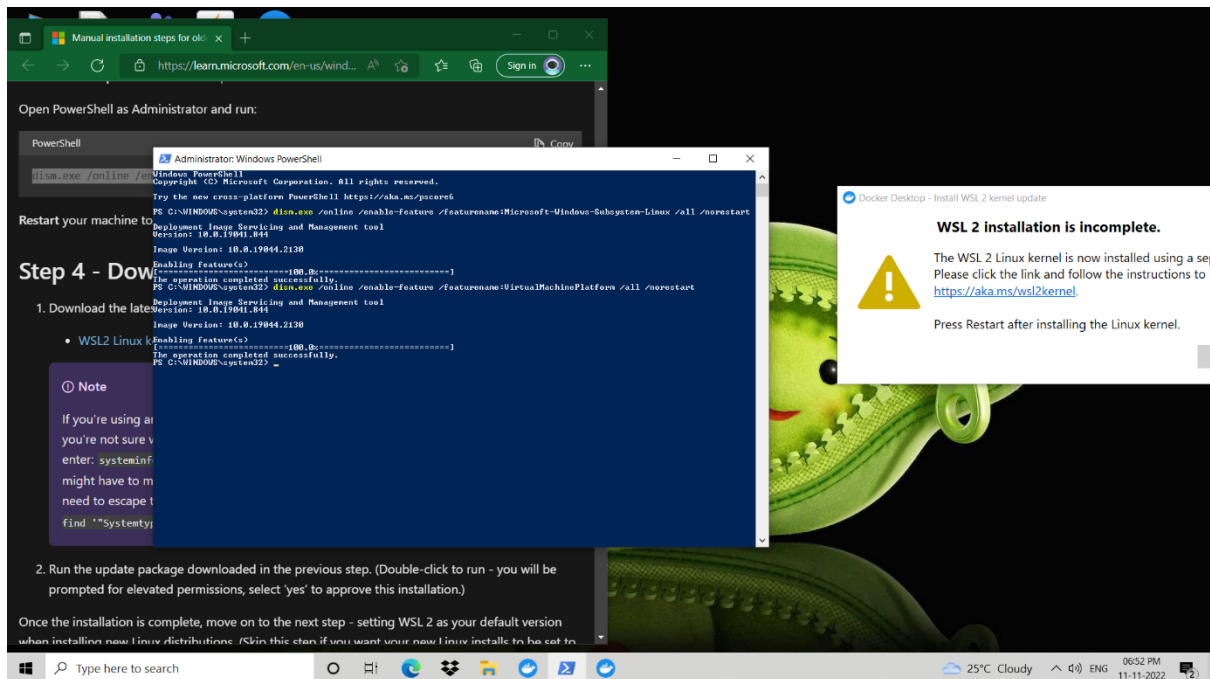 Manual installation steps for old
https://learn.microsoft.com/en-us/wind...
Sign in
Open PowerShell as Administrator and run:
PowerShell
Copy
dism.exe /online /en
Restart your machine to
Step 4 - Dow
1. Download the lates
• WSL2 Linux k
Note
If you're using an
you're not sure w
enter: systeminf
might have to m
need to escape t
find '"Systemtyp
2. Run the update package downloaded in the previous step. (Double-click to run - you will be
prompted for elevated permissions, select 'yes' to approve this installation.)
Once the installation is complete, move on to the next step - setting WSL 2 as your default version
when installing new Linux distributions. (Skip this step if you want your new Linux installs to be set to
Administrator: Windows PowerShell
Windows PowerShell
Copyright (C) Microsoft Corporation. All rights reserved.
Try the new cross-platform PowerShell https://aka.ms/pscore6
PS C:\WINDOWS\system32> dism.exe /online /enable-feature /featurename:Microsoft-Windows-Subsystem-Linux /all /norestart
Deployment Image Servicing and Management tool
Version: 10.0.19041.844
Image Version: 10.0.19044.2130
Enabling feature(s)
[==========================100.0%==========================]
The operation completed successfully.
PS C:\WINDOWS\system32> dism.exe /online /enable-feature /featurename:VirtualMachinePlatform /all /norestart
Deployment Image Servicing and Management tool
Version: 10.0.19041.844
Image Version: 10.0.19044.2130
Enabling feature(s)
[==========================100.0%==========================]
The operation completed successfully.
PS C:\WINDOWS\system32> _
Docker Desktop - Install WSL 2 kernel update
WSL 2 installation is incomplete.
The WSL 2 Linux kernel is now installed using a sep
Please click the link and follow the instructions to
https://aka.ms/wsl2kernel.
Press Restart after installing the Linux kernel.
Type here to search
25°C Cloudy
ENG
06:52 PM
11-11-2022
2